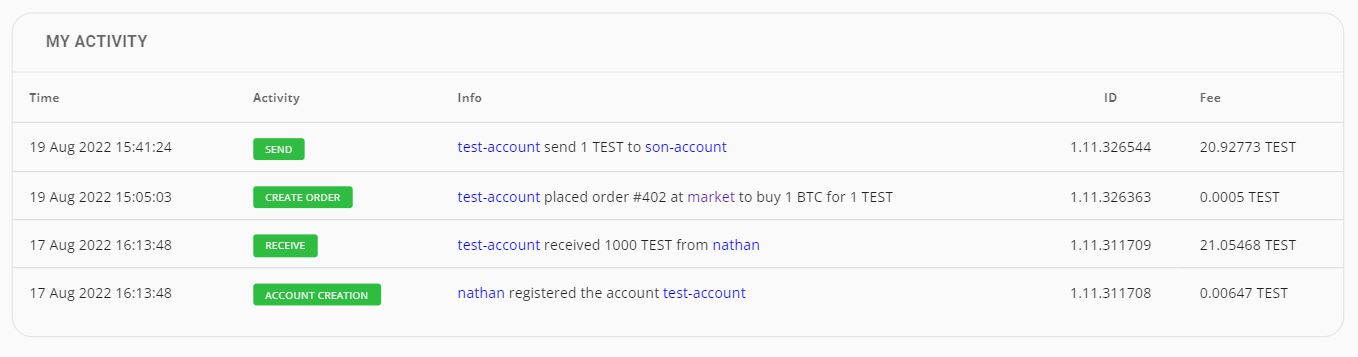 MY ACTIVITY
Time Activity Info ID Fee
19 Aug 2022 15:41:24 SEND test-account send 1 TEST to son-account 1.11.326544 20.92773 TEST
19 Aug 2022 15:05:03 CREATE ORDER test-account placed order #402 at market to buy 1 BTC for 1 TEST 1.11.326363 0.0005 TEST
17 Aug 2022 16:13:48 RECEIVE test-account received 1000 TEST from nathan 1.11.311709 21.05468 TEST
17 Aug 2022 16:13:48 ACCOUNT CREATION nathan registered the account test-account 1.11.311708 0.00647 TEST